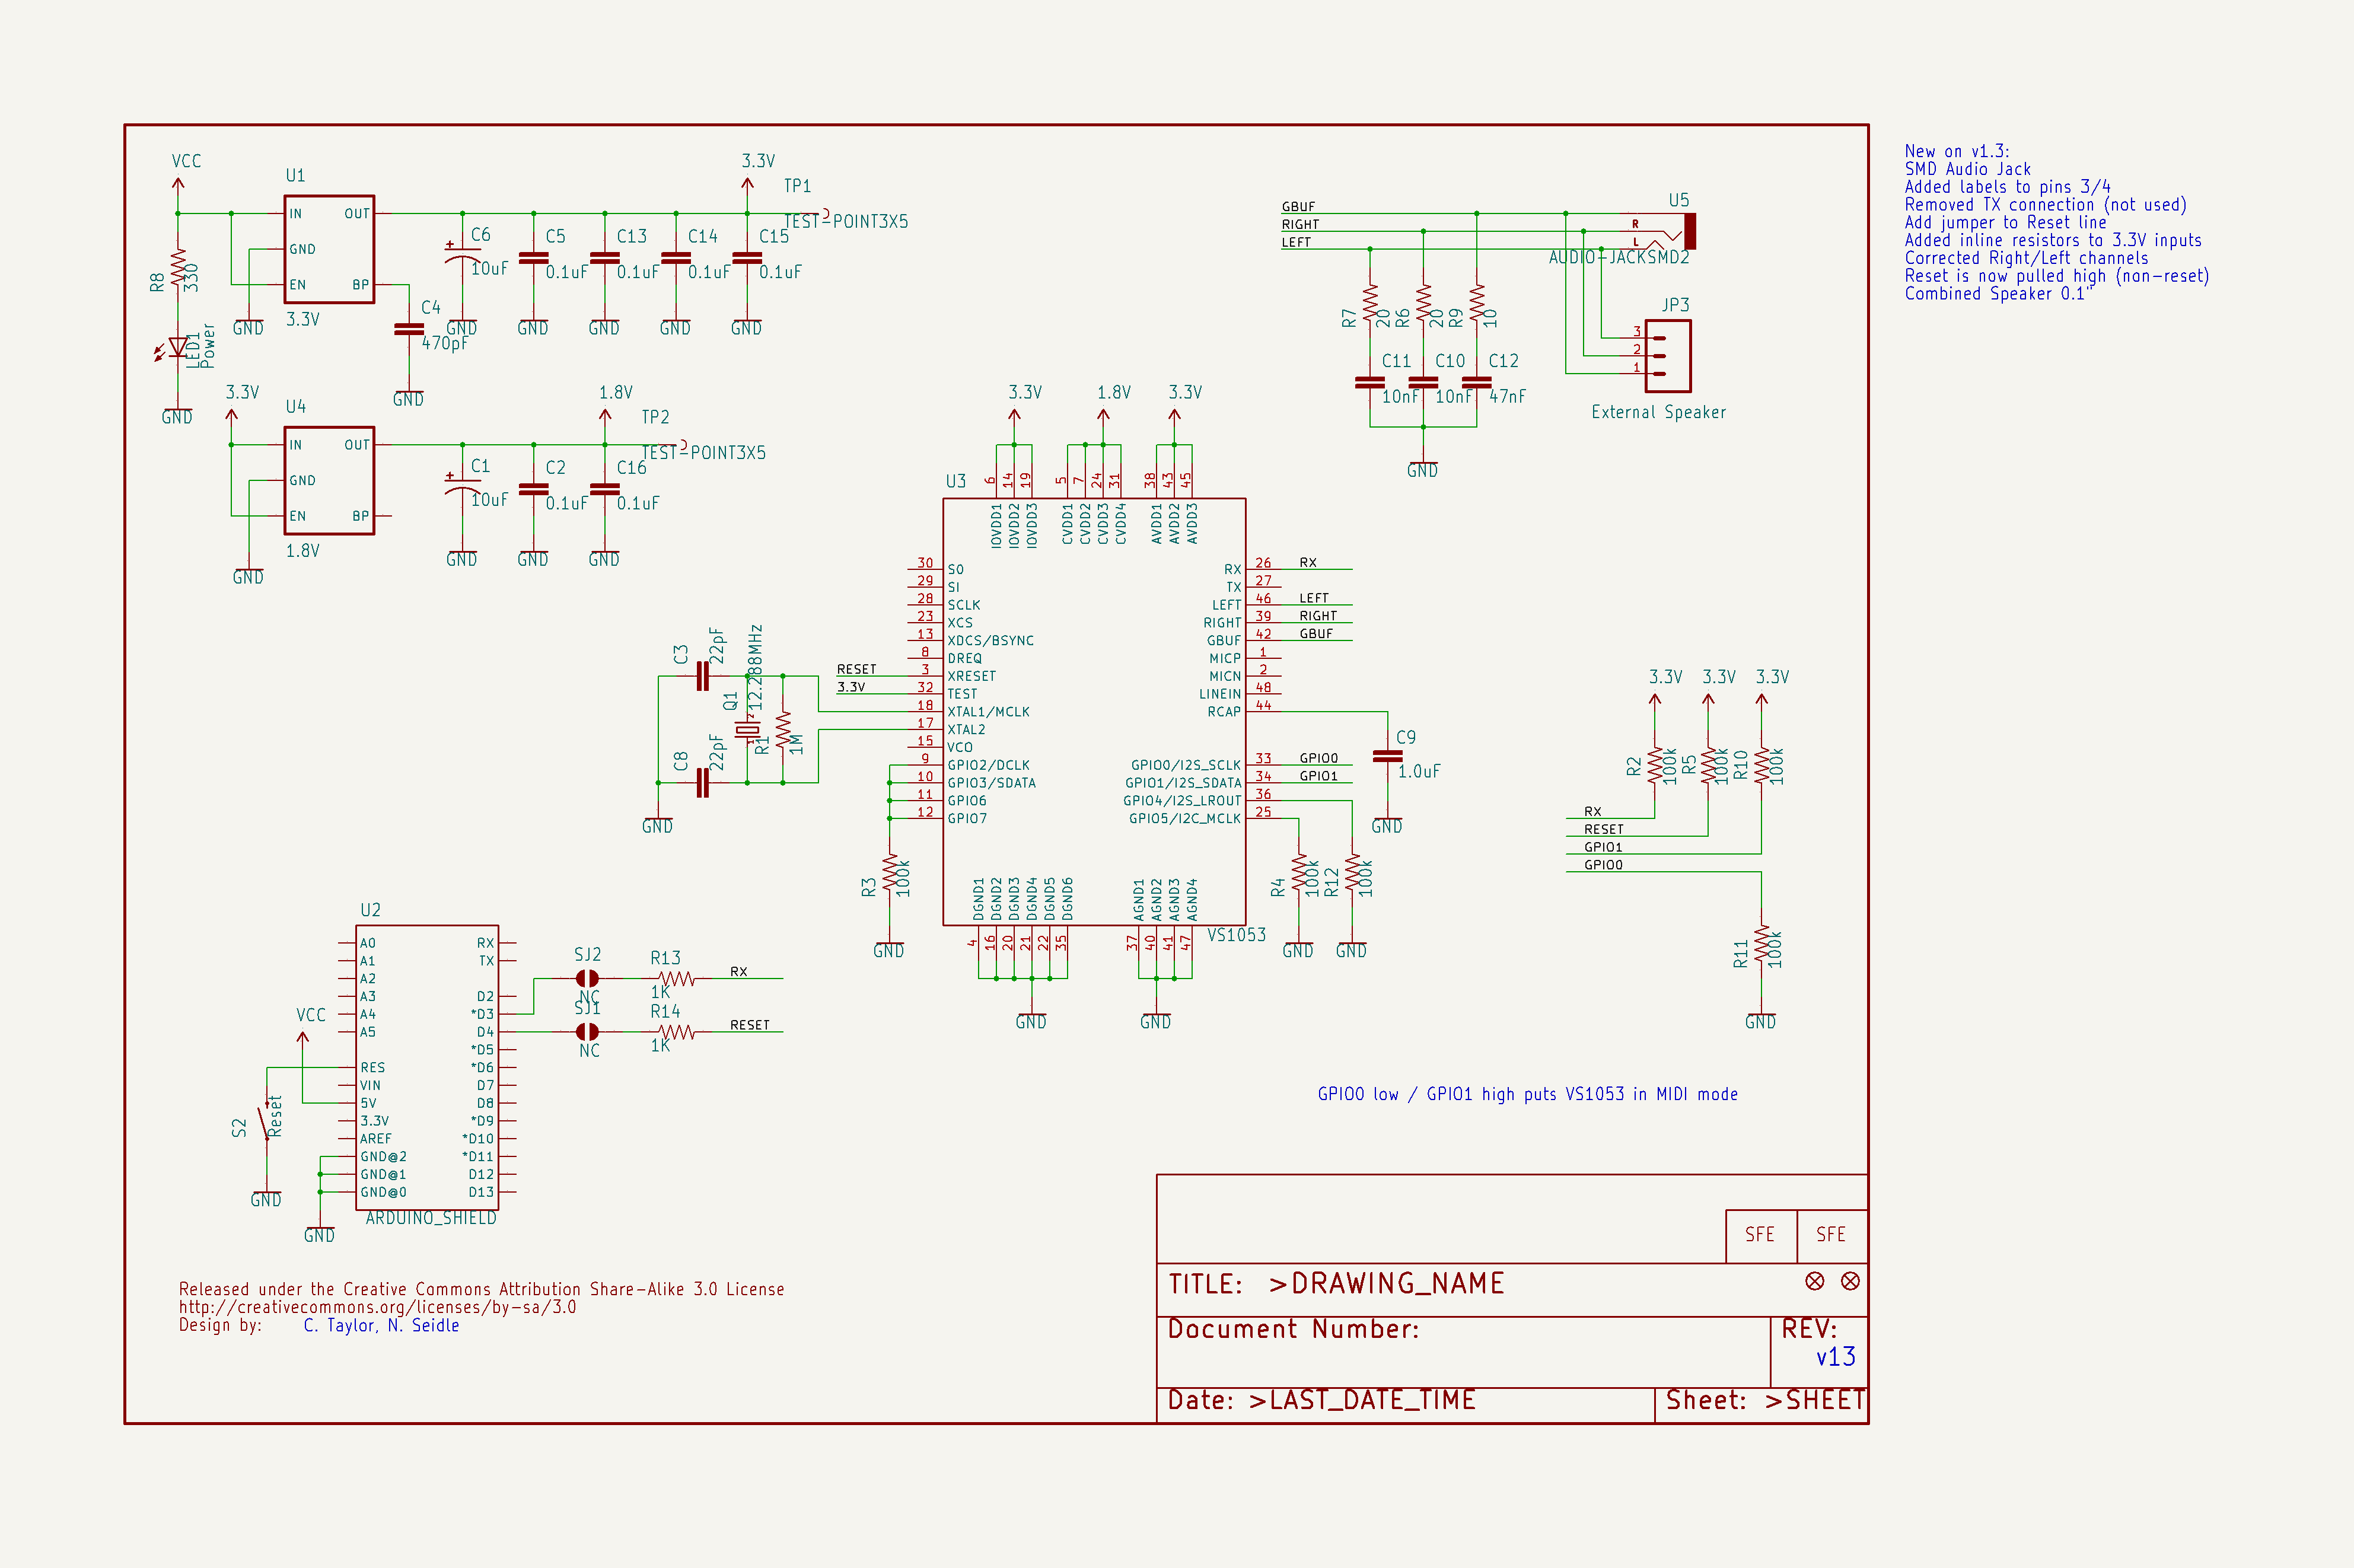 New on v1.3:
SMD Audio Jack
Added labels to pins 3/4
Removed TX connection (not used)
Add jumper to Reset line
Added inline resistors to 3.3V inputs
Corrected Right/Left channels
Reset is now pulled high (non-reset)
Combined Speaker 0.1"
VCC
R8
330
LED1
Power
GND
U1
IN
OUT
GND
EN
BP
3.3V
GND
C4
470pF
GND
C6
10uF
GND
C5
0.1uF
GND
C13
0.1uF
GND
C14
0.1uF
GND
C15
0.1uF
GND
3.3V
TP1
TEST-POINT3X5
3.3V
U4
IN
OUT
GND
EN
BP
1.8V
GND
C1
10uF
GND
C2
0.1uF
GND
C16
0.1uF
GND
1.8V
TP2
TEST-POINT3X5
GBUF
RIGHT
LEFT
U5
R
L
AUDIO-JACKSMD2
R7
20
R6
20
R9
10
C11
10nF
C10
10nF
C12
47nF
GND
JP3
3
2
1
External Speaker
3.3V
1.8V
3.3V
U3
6
14
19
5
7
24
31
38
43
45
IOVDD1
IOVDD2
IOVDD3
CVDD1
CVDD2
CVDD3
CVDD4
AVDD1
AVDD2
AVDD3
30 SO
29 SI
28 SCLK
23 XCS
13 XDCS/BSYNC
8 DREQ
RESET 3 XRESET
3.3V 32 TEST
18 XTAL1/MCLK
17 XTAL2
15 VCO
9 GPIO2/DCLK
10 GPIO3/SDATA
11 GPIO6
12 GPIO7
RX 26 RX
TX 27
LEFT 46 LEFT
RIGHT 39 RIGHT
GBUF 42 GBUF
MICP 1
MICN 2
LINEIN 48
RCAP 44
GPIO0/I2S_SCLK 33 GPIO0
GPIO1/I2S_SDATA 34 GPIO1
GPIO4/I2S_LROUT 36
GPIO5/I2C_MCLK 25
DGND1
DGND2
DGND3
DGND4
DGND5
DGND6
AGND1
AGND2
AGND3
AGND4
4
16
20
21
22
35
37
40
41
47
VS1053
GND
GND
C3
22pF
C8
22pF
Q1
12.288MHz
1
2
R1
1M
GND
R3
100k
GND
C9
1.0uF
GND
R4
100k
GND
R12
100k
GND
3.3V
3.3V
3.3V
R2
100k
R5
100k
R10
100k
RX
RESET
GPIO1
GPIO0
R11
100k
GND
U2
A0
A1
A2
A3
A4
A5
RES
VIN
5V
3.3V
AREF
GND@2
GND@1
GND@0
RX
TX
D2
*D3
D4
*D5
*D6
D7
D8
*D9
*D10
*D11
D12
D13
ARDUINO_SHIELD
VCC
S2
Reset
GND
GND
SJ2
NC
R13
1K
RX
SJ1
NC
R14
1K
RESET
GPIO0 low / GPIO1 high puts VS1053 in MIDI mode
Released under the Creative Commons Attribution Share-Alike 3.0 License
http://creativecommons.org/licenses/by-sa/3.0
Design by: C. Taylor, N. Seidle
SFE
SFE
TITLE: >DRAWING_NAME
Document Number:
REV:
v13
Date: >LAST_DATE_TIME
Sheet: >SHEET